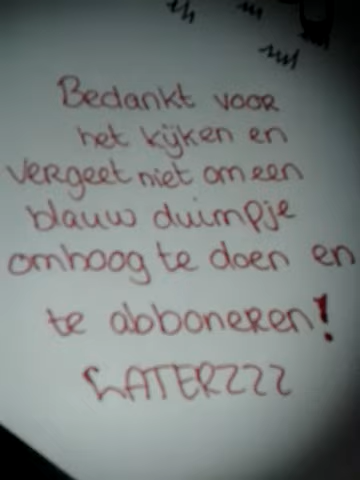 Bedankt voor
het kijken en
vergeet niet om een
blauw duimpje
omhoog te doen en
te abboneren!
LATERZZZ